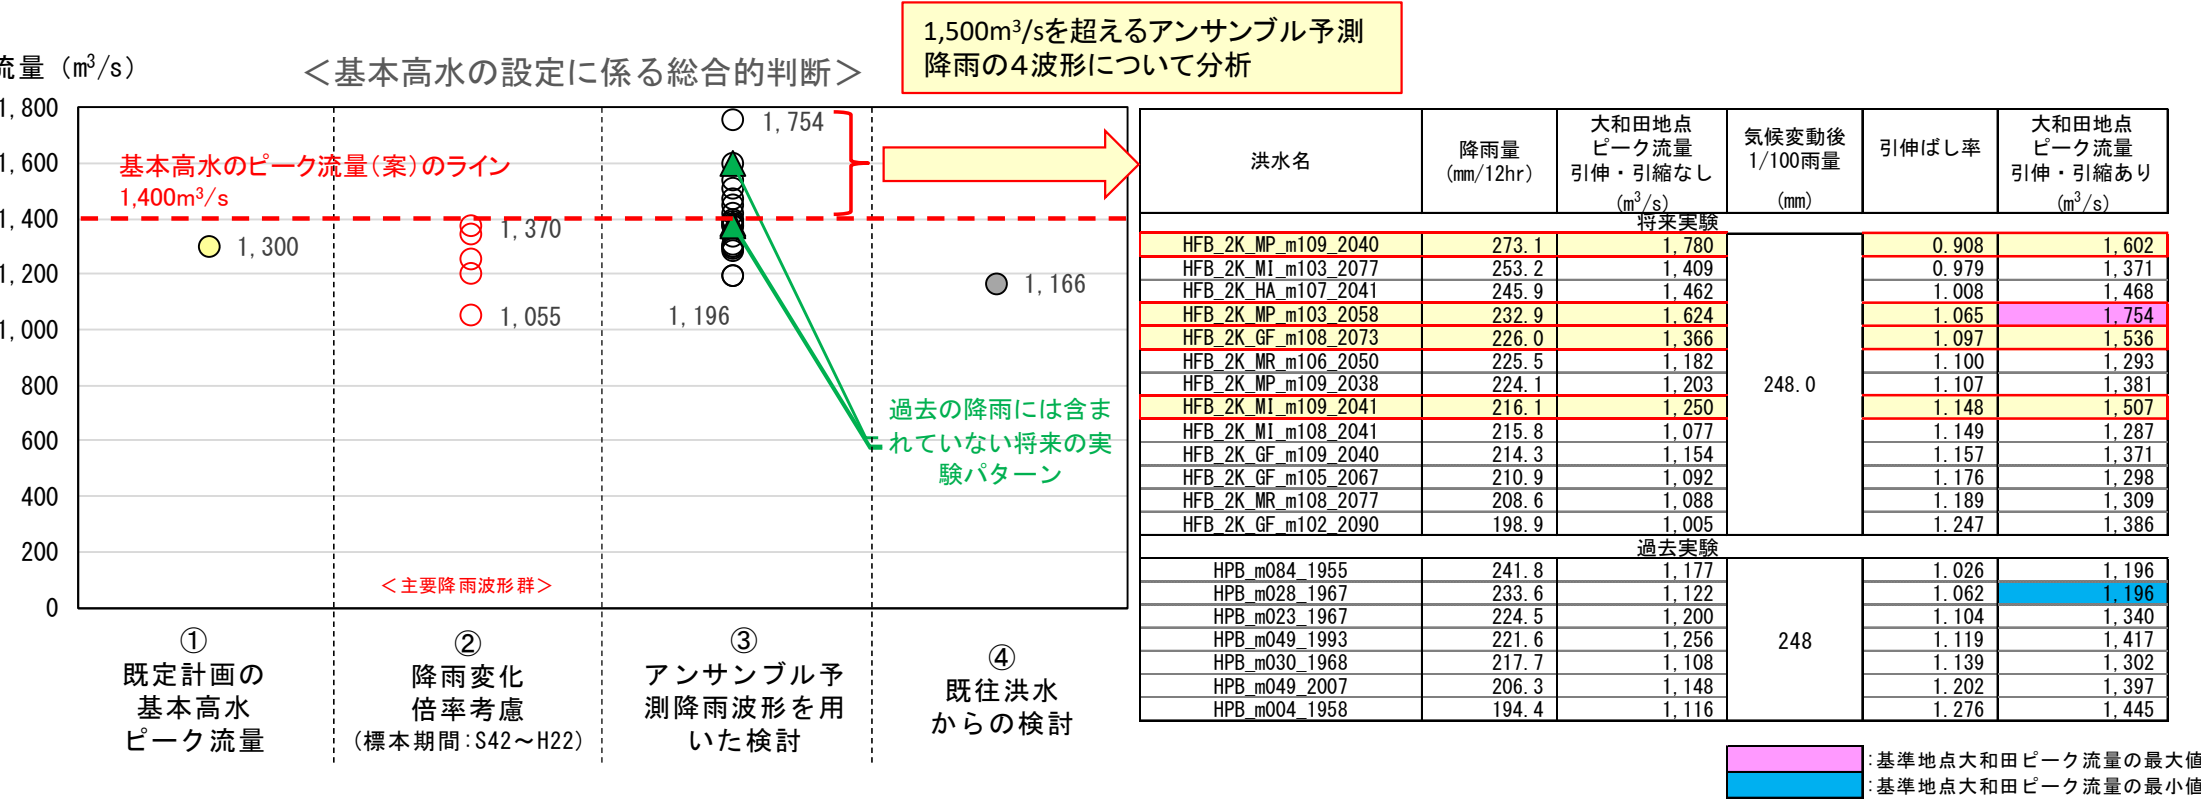 1,500m³/sを超えるアンサンブル予測
降雨の４波形について分析
流量（m³/s）
＜基本高水の設定に係る総合的判断＞
1,800
1,600
1,400
1,200
1,000
800
600
400
200
0
基本高水のピーク流量（案）のライン
1,400m³/s
1,300
1,370
1,055
1,754
1,196
1,166
過去の降雨には含ま
れていない将来の実
験パターン
＜主要降雨波形群＞
①
既定計画の
基本高水
ピーク流量
②
降雨変化
倍率考慮
（標本期間：S42～H22）
③
アンサンブル予
測降雨波形を用
いた検討
④
既往洪水
からの検討
洪水名 降雨量 (mm/12hr) 大和田地点 ピーク流量 引伸・引縮なし (m³/s) 気候変動後 1/100雨量 (mm) 引伸ばし率 大和田地点 ピーク流量 引伸・引縮あり (m³/s)
将来実験
HFB_2K_MP_m109_2040 273.1 1,780 0.908 1,602
HFB_2K_MI_m103_2077 253.2 1,409 0.979 1,371
HFB_2K_HA_m107_2041 245.9 1,462 1.008 1,468
HFB_2K_MP_m103_2058 232.9 1,624 1.065 1,754
HFB_2K_GF_m108_2073 226.0 1,366 1.097 1,536
HFB_2K_MR_m106_2050 225.5 1,182 1.100 1,293
HFB_2K_MP_m109_2038 224.1 1,203 248.0 1.107 1,381
HFB_2K_MI_m109_2041 216.1 1,250 1.148 1,507
HFB_2K_MI_m108_2041 215.8 1,077 1.149 1,287
HFB_2K_GF_m109_2040 214.3 1,154 1.157 1,371
HFB_2K_GF_m105_2067 210.9 1,092 1.176 1,298
HFB_2K_MR_m108_2077 208.6 1,088 1.189 1,309
HFB_2K_GF_m102_2090 198.9 1,005 1.247 1,386
過去実験
HPB_m084_1955 241.8 1,177 1.026 1,196
HPB_m028_1967 233.6 1,122 1.062 1,196
HPB_m023_1967 224.5 1,200 1.104 1,340
HPB_m049_1993 221.6 1,256 248 1.119 1,417
HPB_m030_1968 217.7 1,108 1.139 1,302
HPB_m049_2007 206.3 1,148 1.202 1,397
HPB_m004_1958 194.4 1,116 1.276 1,445
：基準地点大和田ピーク流量の最大値
：基準地点大和田ピーク流量の最小値